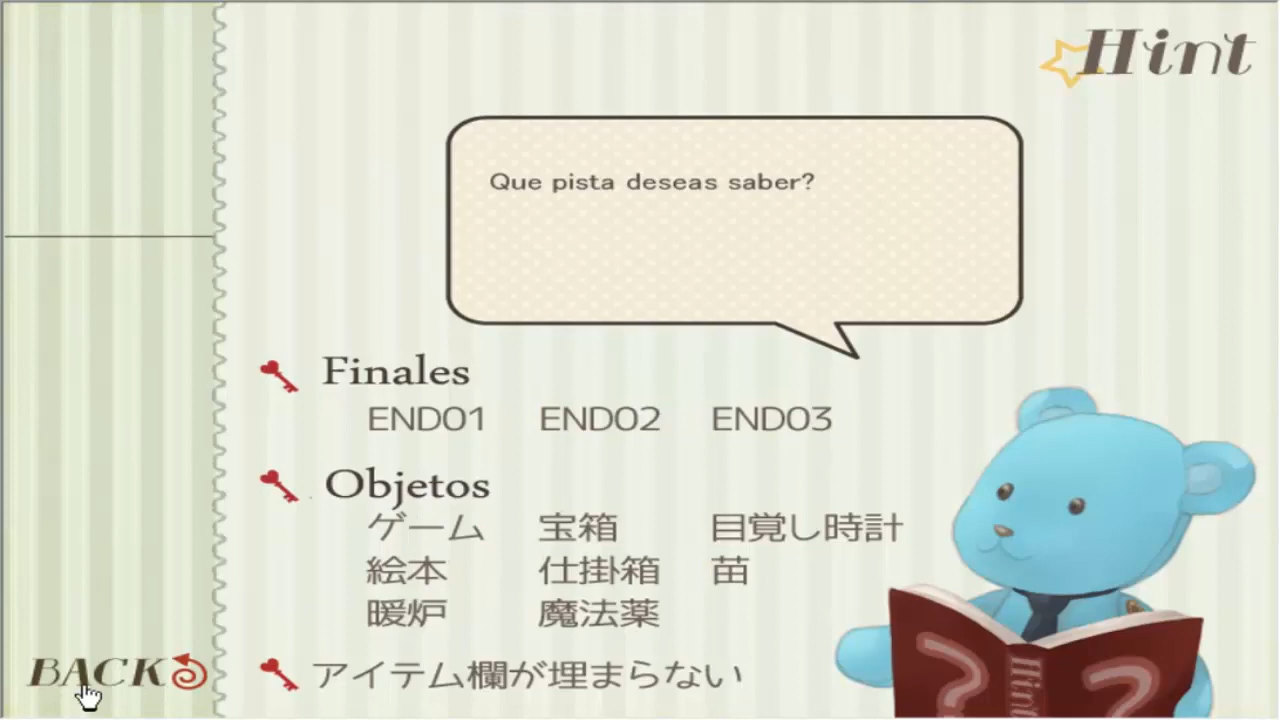 Hint
Que pista deseas saber?
Finales
END01 END02 END03
Objetos
ゲーム 宝箱 目覚し時計
絵本 仕掛箱 苗
暖炉 魔法薬
アイテム欄が埋まらない
BACK
Hint